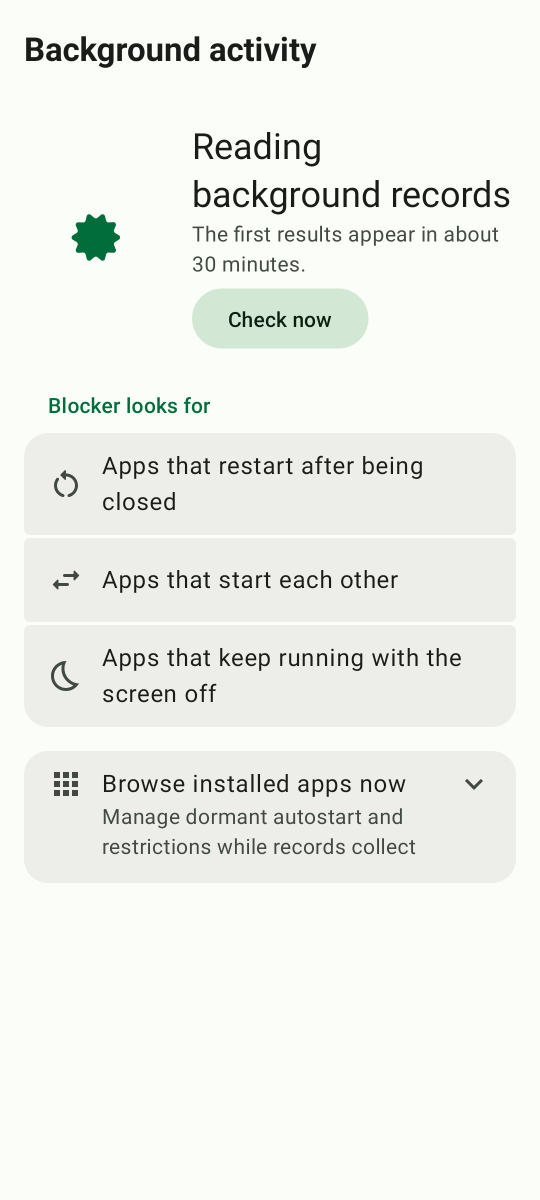 Background activity
Reading
background records
The first results appear in about
30 minutes.
Check now
Blocker looks for
Apps that restart after being
closed
Apps that start each other
Apps that keep running with the
screen off
Browse installed apps now
Manage dormant autostart and
restrictions while records collect